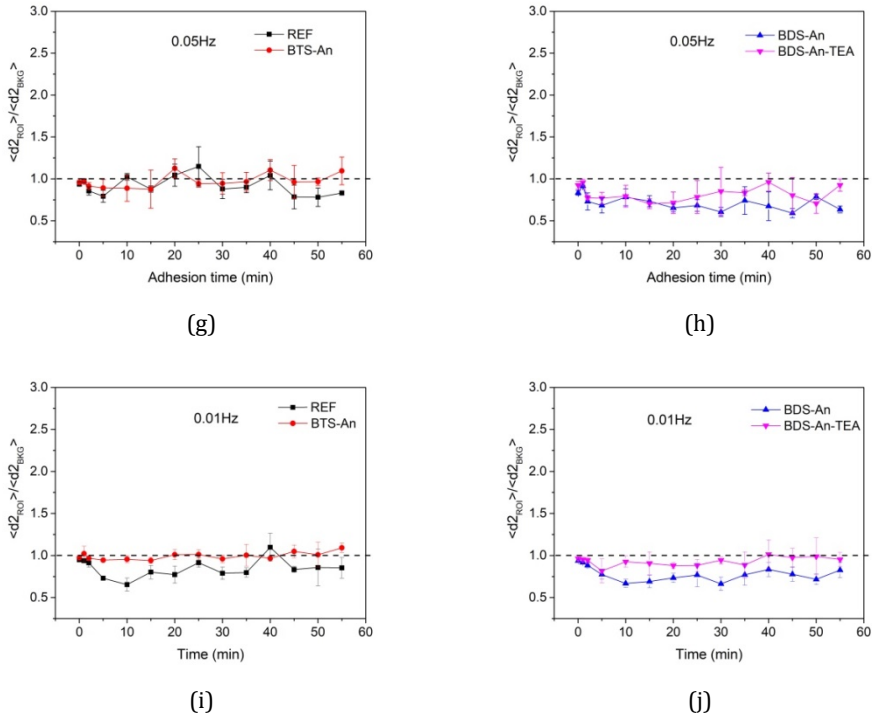 3.0
2.5
2.0
1.5
1.0
0.5
<d2ROI>/<d2BKG>
0.05Hz
REF
BTS-An
0 10 20 30 40 50 60
Adhesion time (min)
(g)
3.0
2.5
2.0
1.5
1.0
0.5
<d2ROI>/<d2BKG>
0.05Hz
BDS-An
BDS-An-TEA
0 10 20 30 40 50 60
Adhesion time (min)
(h)
3.0
2.5
2.0
1.5
1.0
0.5
<d2ROI>/<d2BKG>
0.01Hz
REF
BTS-An
0 10 20 30 40 50 60
Time (min)
(i)
3.0
2.5
2.0
1.5
1.0
0.5
<d2ROI>/<d2BKG>
0.01Hz
BDS-An
BDS-An-TEA
0 10 20 30 40 50 60
Time (min)
(j)